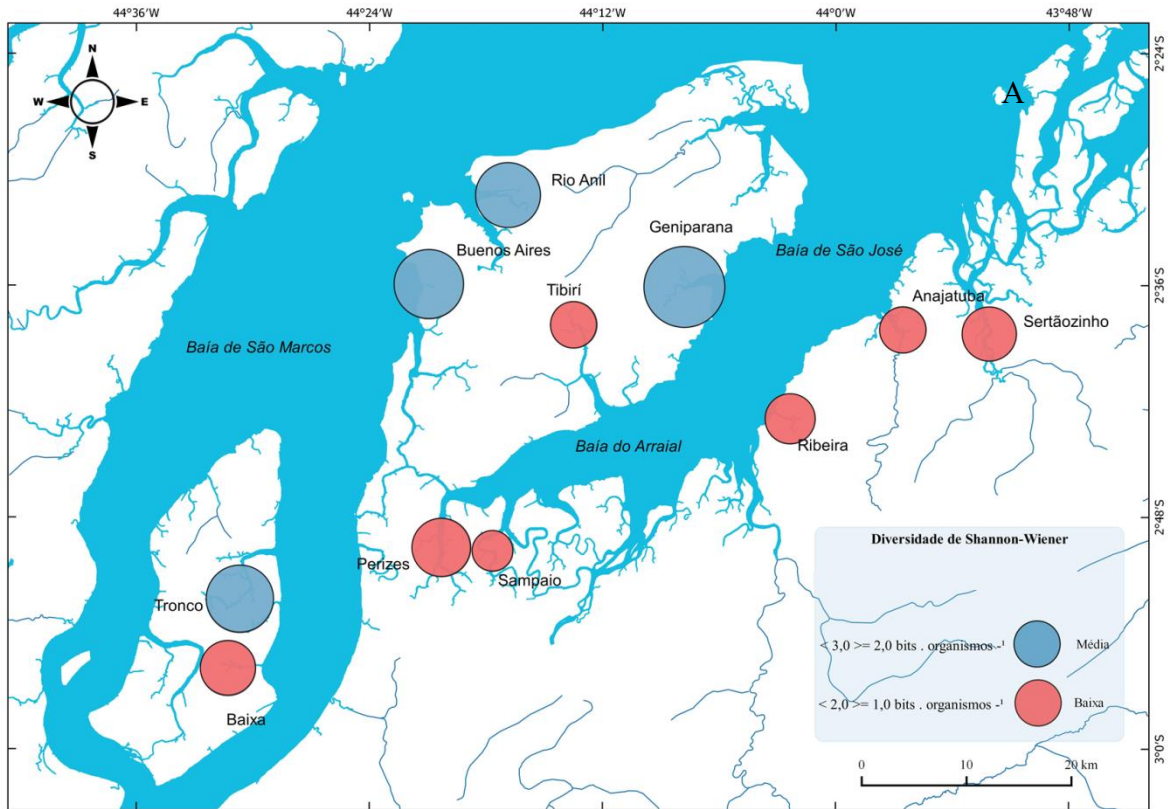 44°36'W
44°24'W
44°12'W
44°0'W
43°48'W
2°24'S
2°36'S
2°48'S
3°0'S
N
W
E
S
A
Rio Anil
Buenos Aires
Geniparana
Baía de São José
Tibirí
Anajatuba
Sertãozinho
Baía de São Marcos
Baía do Arraial
Ribeira
Perizes
Sampaio
Tronco
Baixa
Diversidade de Shannon-Wiener
< 3,0 >= 2,0 bits . organismos -¹
Média
< 2,0 >= 1,0 bits . organismos -¹
Baixa
0 10 20 km